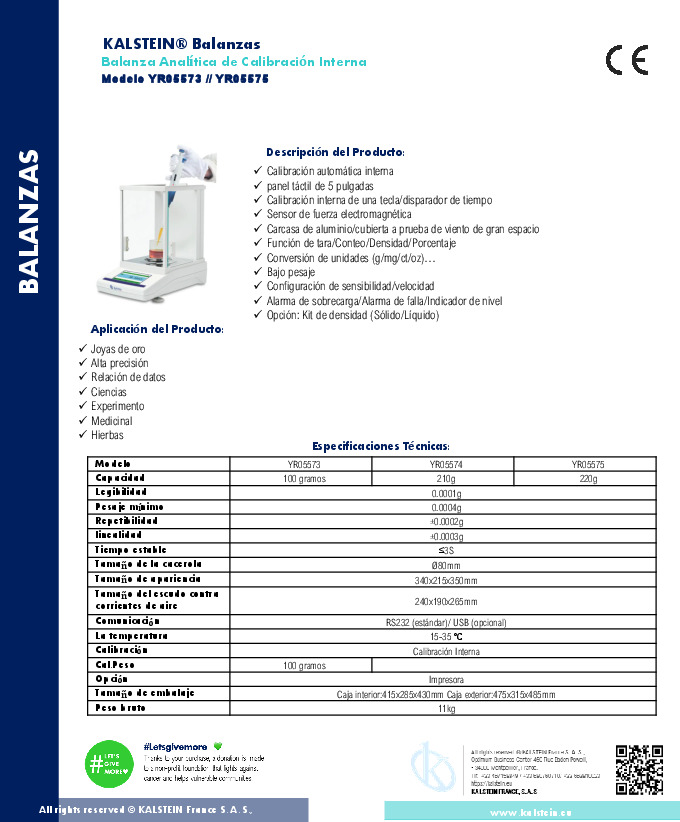 KALSTEIN® Balanzas
Balanza Analítica de Calibración Interna
Modelo YR05573 // YR05575
CE
BALANZAS
Descripción del Producto:
✓ Calibración automática interna
✓ panel táctil de 5 pulgadas
✓ Calibración interna de una tecla/disparador de tiempo
✓ Sensor de fuerza electromagnética
✓ Carcasa de aluminio/cubierta a prueba de viento de gran espacio
✓ Función de tara/Conteo/Densidad/Porcentaje
✓ Conversión de unidades (g/mg/ct/oz)…
✓ Bajo pesaje
✓ Configuración de sensibilidad/velocidad
✓ Alarma de sobrecarga/Alarma de falla/Indicador de nivel
✓ Opción: Kit de densidad (Sólido/Líquido)
Aplicación del Producto:
✓ Joyas de oro
✓ Alta precisión
✓ Relación de datos
✓ Ciencias
✓ Experimento
✓ Medicinal
✓ Hierbas
Especificaciones Técnicas:
Modelo YR05573 YR05574 YR05575
Capacidad 100 gramos 210g 220g
Legibilidad 0.0001g
Pesaje mínimo 0.0004g
Repetibilidad ±0.0002g
linealidad ±0.0003g
Tiempo estable ≤3S
Tamaño de la cacerola Ø80mm
Tamaño de apariencia 340x215x350mm
Tamaño del escudo contra
corrientes de aire 240x190x265mm
Comunicación RS232 (estándar)/ USB (opcional)
La temperatura 15-35 ℃
Calibración Calibración Interna
Cal.Peso 100 gramos
Opción Impresora
Tamaño de embalaje Caja interior:415x285x430mm Caja exterior:475x315x485mm
Peso bruto 11kg
#LET'S GIVE MORE
#Letsgivemore
Thanks to your purchase, a donation is made
to a non-profit foundation that fights against
cancer and helps vulnerable communities
All rights reserved ®KALSTEIN France S. A. S.,
https://kalstein.eu
KALSTEIN FRANCE, S.A.S
All rights reserved © KALSTEIN France S. A. S.,
www.kalstein.eu